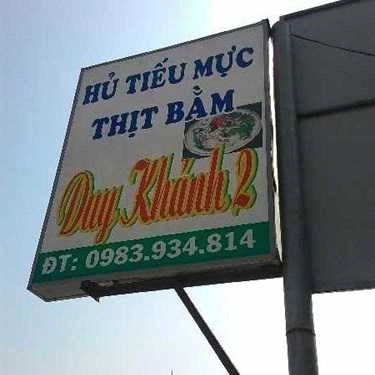 HỦ TIẾU MỰC
THỊT BẰM
Duy Khánh 2
ĐT: 0983.934.814